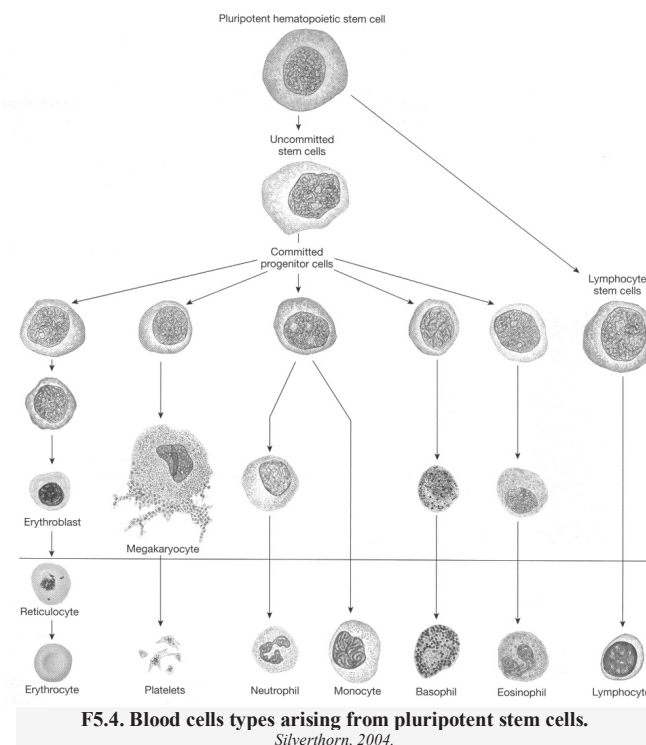 Pluripotent hematopoietic stem cell
Uncommitted
stem cells
Committed
progenitor cells
Lymphocyte
stem cells
Erythroblast
Megakaryocyte
Reticulocyte
Erythrocyte
Platelets
Neutrophil
Monocyte
Basophil
Eosinophil
Lymphocyte
F5.4. Blood cells types arising from pluripotent stem cells.
Silverthorn, 2004.